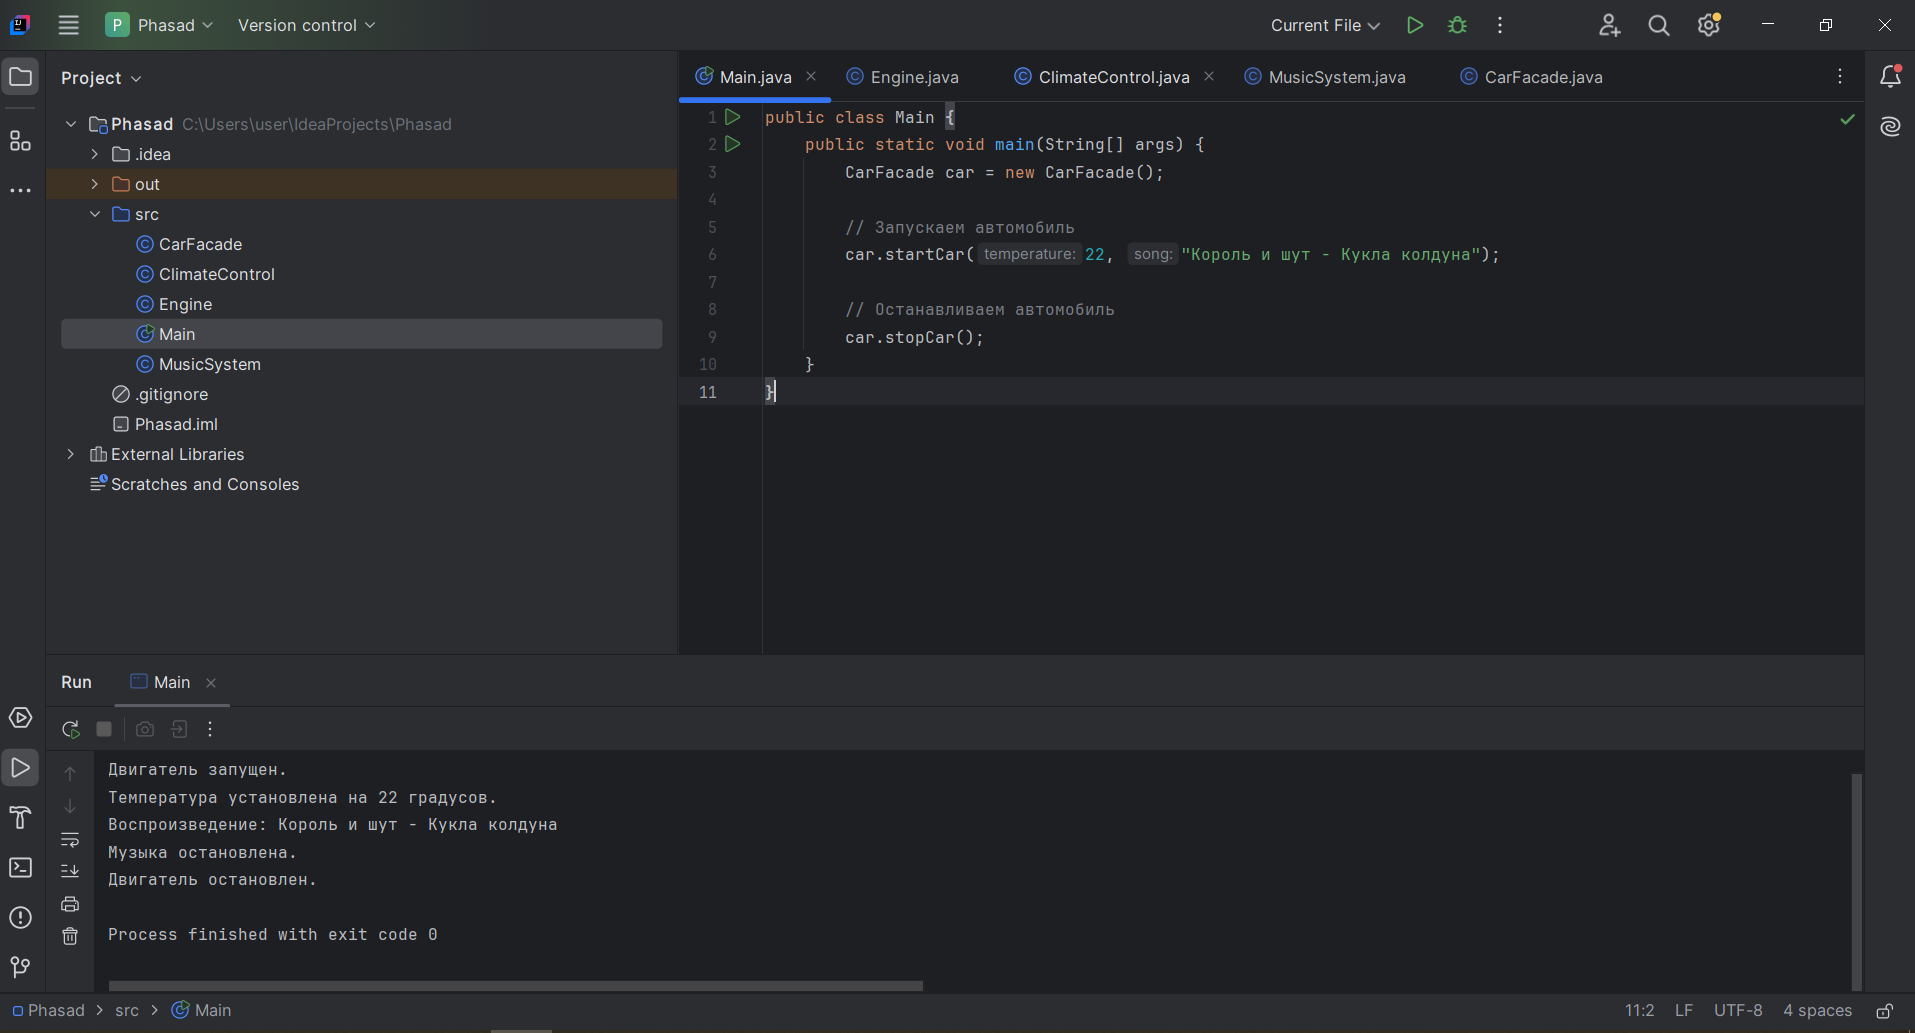 P Phasad Version control Current File
Project
Main.java Engine.java ClimateControl.java MusicSystem.java CarFacade.java
Phasad C:\Users\user\IdeaProjects\Phasad
.idea
out
src
CarFacade
ClimateControl
Engine
Main
MusicSystem
.gitignore
Phasad.iml
External Libraries
Scratches and Consoles
1 public class Main {
2 public static void main(String[] args) {
3 CarFacade car = new CarFacade();
4
5 // Запускаем автомобиль
6 car.startCar( temperature: 22, song: "Король и шут - Кукла колдуна");
7
8 // Останавливаем автомобиль
9 car.stopCar();
10 }
11 }
Run Main
Двигатель запущен.
Температура установлена на 22 градусов.
Воспроизведение: Король и шут - Кукла колдуна
Музыка остановлена.
Двигатель остановлен.
Process finished with exit code 0
Phasad > src > Main 11:2 LF UTF-8 4 spaces